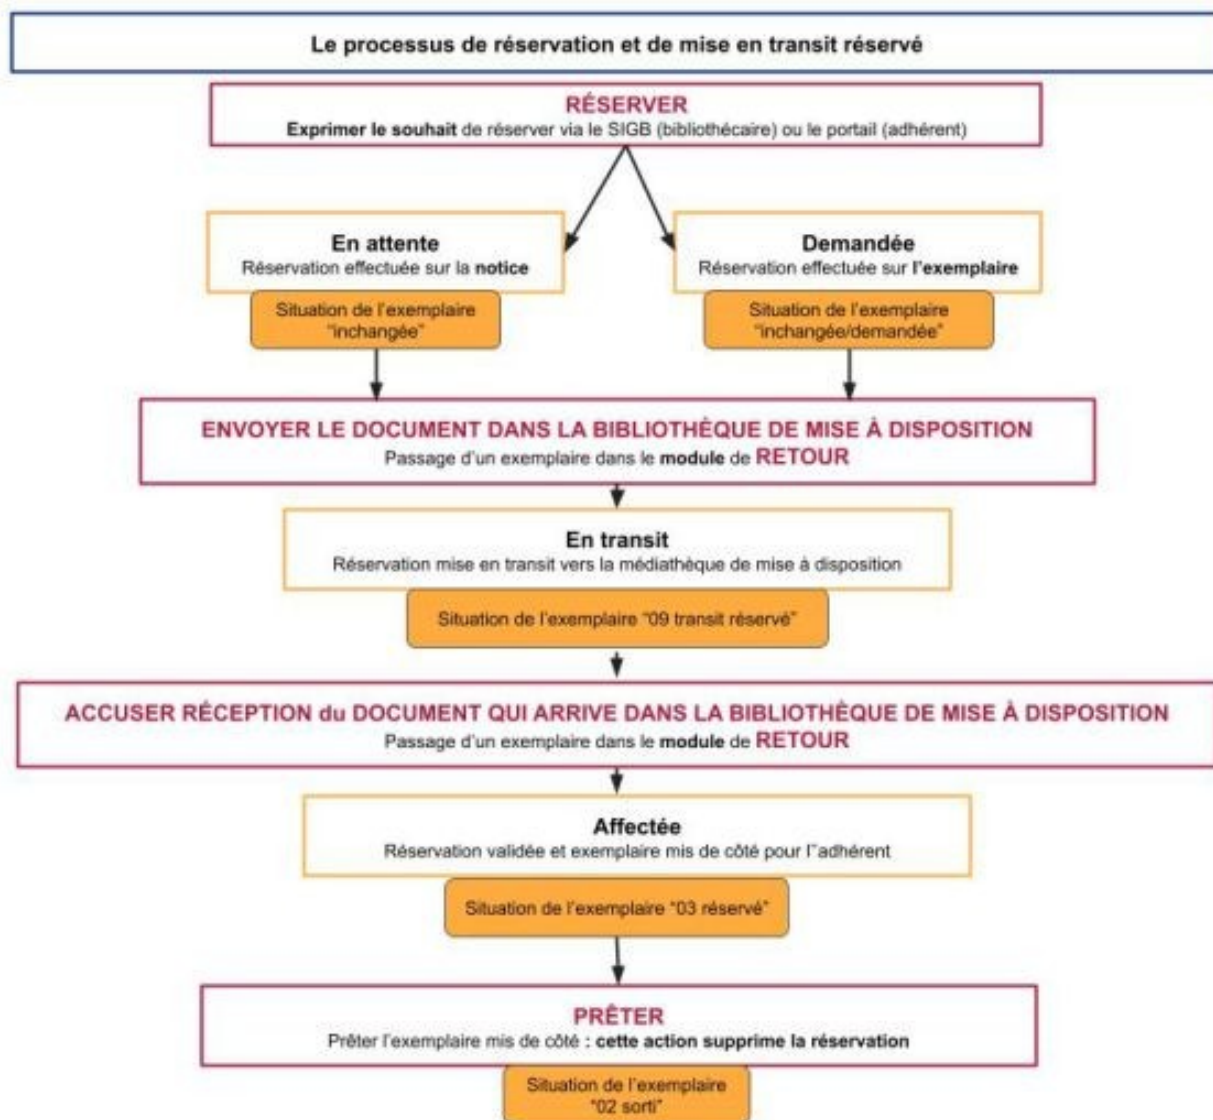 Le processus de réservation et de mise en transit réservé
RÉSERVER
Exprimer le souhait de réserver via le SIGB (bibliothécaire) ou le portail (adhérent)
En attente
Réservation effectuée sur la notice
Situation de l'exemplaire
"inchangée"
Demandée
Réservation effectuée sur l'exemplaire
Situation de l'exemplaire
"inchangée/demandée"
ENVOYER LE DOCUMENT DANS LA BIBLIOTHÈQUE DE MISE À DISPOSITION
Passage d'un exemplaire dans le module de RETOUR
En transit
Réservation mise en transit vers la médiathèque de mise à disposition
Situation de l'exemplaire "09 transit réservé"
ACCUSER RÉCEPTION du DOCUMENT QUI ARRIVE DANS LA BIBLIOTHÈQUE DE MISE À DISPOSITION
Passage d'un exemplaire dans le module de RETOUR
Affectée
Réservation validée et exemplaire mis de côté pour l''adhérent
Situation de l'exemplaire "03 réservé"
PRÊTER
Prêter l'exemplaire mis de côté : cette action supprime la réservation
Situation de l'exemplaire
"02 sorti"